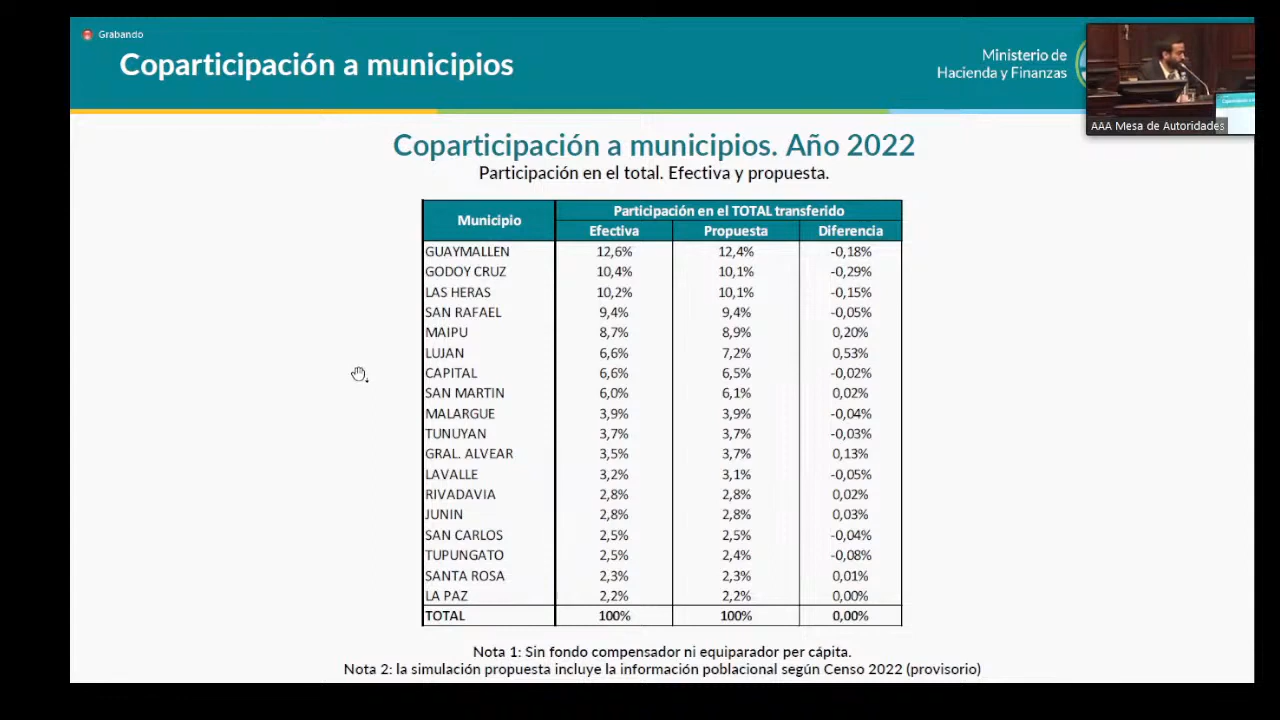 Grabando
Coparticipación a municipios
Ministerio de
Hacienda y Finanzas
AAA Mesa de Autoridades
Coparticipación a municipios. Año 2022
Participación en el total. Efectiva y propuesta.
Municipio Participación en el TOTAL transferido
Efectiva Propuesta Diferencia
GUAYMALLEN 12,6% 12,4% -0,18%
GODOY CRUZ 10,4% 10,1% -0,29%
LAS HERAS 10,2% 10,1% -0,15%
SAN RAFAEL 9,4% 9,4% -0,05%
MAIPU 8,7% 8,9% 0,20%
LUJAN 6,6% 7,2% 0,53%
CAPITAL 6,6% 6,5% -0,02%
SAN MARTIN 6,0% 6,1% 0,02%
MALARGUE 3,9% 3,9% -0,04%
TUNUYAN 3,7% 3,7% -0,03%
GRAL. ALVEAR 3,5% 3,7% 0,13%
LAVALLE 3,2% 3,1% -0,05%
RIVADAVIA 2,8% 2,8% 0,02%
JUNIN 2,8% 2,8% 0,03%
SAN CARLOS 2,5% 2,5% -0,04%
TUPUNGATO 2,5% 2,4% -0,08%
SANTA ROSA 2,3% 2,3% 0,01%
LA PAZ 2,2% 2,2% 0,00%
TOTAL 100% 100% 0,00%
Nota 1: Sin fondo compensador ni equiparador per cápita.
Nota 2: la simulación propuesta incluye la información poblacional según Censo 2022 (provisorio)